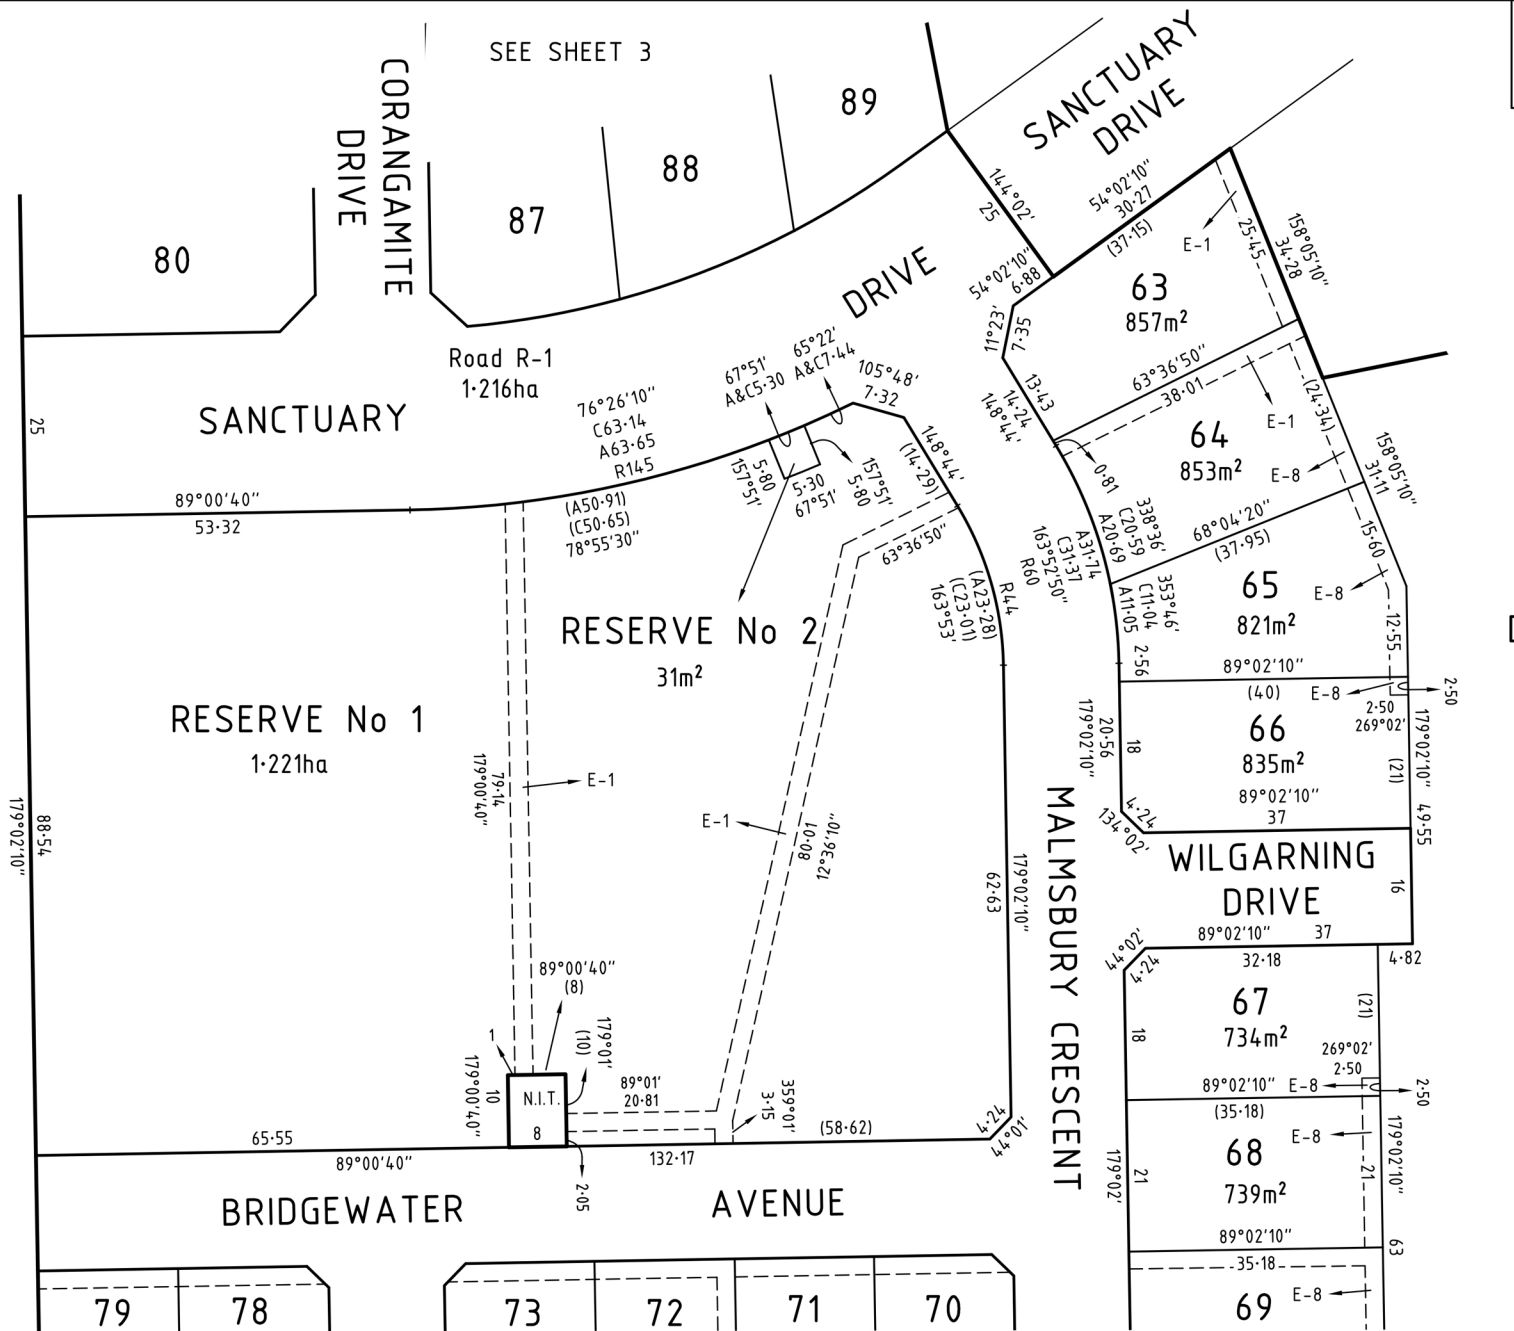 SEE SHEET 3
CORANGAMITE
DRIVE
SANCTUARY
DRIVE
89
88
87
80
144°02'
25
54°02'10"
30·27
(37·15)
E-1
25·45
158°05'10"
34·28
63
857m²
DRIVE
54°02'10"
6·88
11°23'
7·35
Road R-1
1·216ha
SANCTUARY
25
76°26'10"
C63·14
A63·65
R145
67°51'
A&C5·30
65°22'
A&C7·44
105°48'
7·32
13·43
14·24
148°44'
63°36'50"
38·01
E-1
(24·34)
64
853m²
E-8
158°05'10"
31·11
0·81
89°00'40"
53·32
(A50·91)
(C50·65)
78°55'30"
5·80
157°51'
5·30
67°51'
157°51'
5·80
148°44'
(14·29)
63°36'50"
338°36'
C20·59
A20·69
A31·74
C31·37
163°52'50"
R60
68°04'20"
(37·95)
15·60
65
821m²
E-8
353°46'
C11·04
A11·05
R44
(A23·28)
(C23·01)
163°53'
12·55
2·56
89°02'10"
(40)
E-8
2·50
2·50
269°02'
RESERVE No 2
31m²
RESERVE No 1
1·221ha
66
835m²
20·56
179°02'10"
18
179°02'10"
49·55
(21)
89°02'10"
37
4·24
134°02'
79·14
179°00'40"
E-1
E-1
80·01
12°36'10"
88·54
179°02'10"
62·63
179°02'10"
MALMSBURY CRESCENT
WILGARNING
DRIVE
16
89°02'10"
37
44°02'
4·24
32·18
4·82
67
734m²
(21)
18
269°02'
2·50
89°02'10"
E-8
2·50
(35·18)
89°00'40"
(8)
1
179°01'
(10)
N.I.T.
8
10
179°00'40"
89°01'
20·81
359°01'
3·15
(58·62)
4·24
44°01'
65·55
89°00'40"
132·17
2·05
BRIDGEWATER
AVENUE
E-8
68
739m²
179°02'
21
21
179°02'10"
63
89°02'10"
35·18
79
78
73
72
71
70
69
E-8